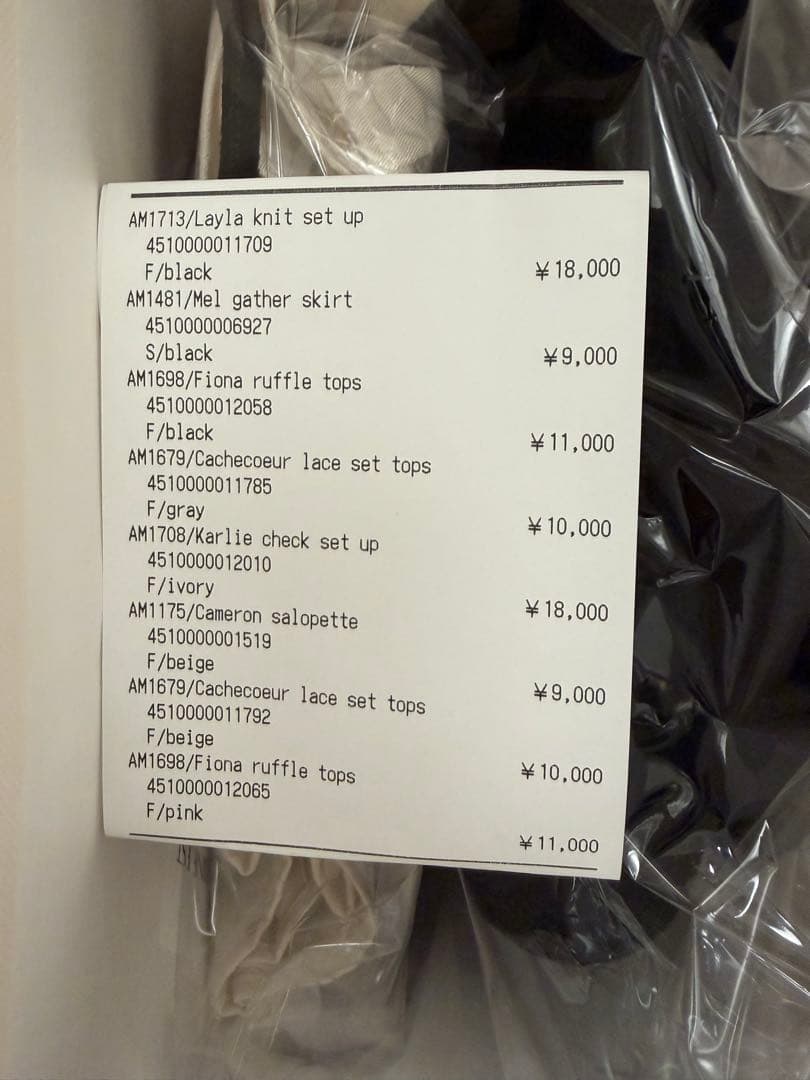 AM1713/Layla knit set up
4510000011709
F/black ¥18,000
AM1481/Mel gather skirt
4510000006927
S/black ¥9,000
AM1698/Fiona ruffle tops
4510000012058
F/black ¥11,000
AM1679/Cachecoeur lace set tops
4510000011785
F/gray ¥10,000
AM1708/Karlie check set up
4510000012010
F/ivory ¥18,000
AM1175/Cameron salopette
4510000001519
F/beige ¥9,000
AM1679/Cachecoeur lace set tops
4510000011792
F/beige ¥10,000
AM1698/Fiona ruffle tops
4510000012065
F/pink ¥11,000